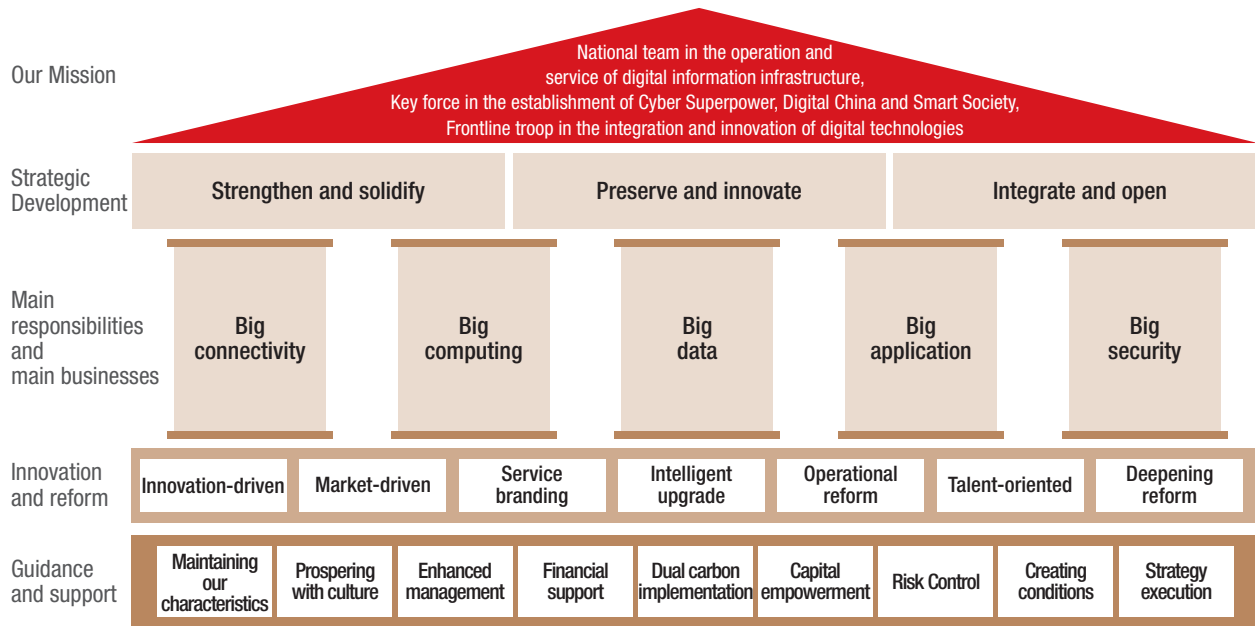 Our Mission
National team in the operation and
service of digital information infrastructure,
Key force in the establishment of Cyber Superpower, Digital China and Smart Society,
Frontline troop in the integration and innovation of digital technologies
Strategic
Development
Strengthen and solidify
Preserve and innovate
Integrate and open
Main
responsibilities
and
main businesses
Big
connectivity
Big
computing
Big
data
Big
application
Big
security
Innovation
and reform
Innovation-driven
Market-driven
Service
branding
Intelligent
upgrade
Operational
reform
Talent-oriented
Deepening
reform
Guidance
and support
Maintaining
our
characteristics
Prospering
with culture
Enhanced
management
Financial
support
Dual carbon
implementation
Capital
empowerment
Risk Control
Creating
conditions
Strategy
execution